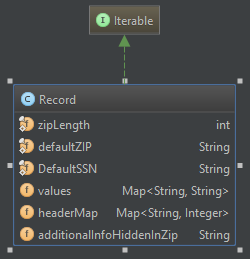 I Iterable
C Record
f zipLength int
f defaultZIP String
f DefaultSSN String
f values Map<String, String>
f headerMap Map<String, Integer>
f additionalInfoHiddenInZip String